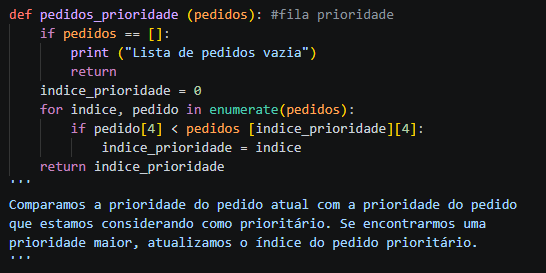 def pedidos_prioridade (pedidos): #fila prioridade
    if pedidos == []:
        print ("Lista de pedidos vazia")
        return
    indice_prioridade = 0
    for indice, pedido in enumerate(pedidos):
        if pedido[4] < pedidos [indice_prioridade][4]:
            indice_prioridade = indice
    return indice_prioridade
'''
Comparamos a prioridade do pedido atual com a prioridade do pedido
que estamos considerando como prioritário. Se encontrarmos uma
prioridade maior, atualizamos o índice do pedido prioritário.
'''